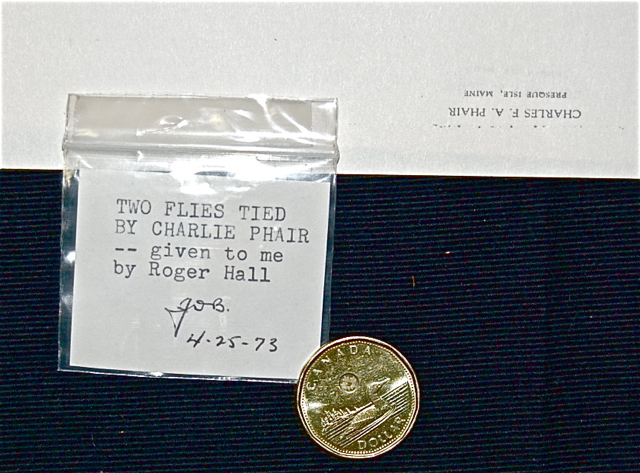 CHARLES F. A. PHAIR
PRESQUE ISLE, MAINE
TWO FLIES TIED
BY CHARLIE PHAIR
-- given to me
by Roger Hall
JOB.
4-25-73
CANADA
DOLLAR